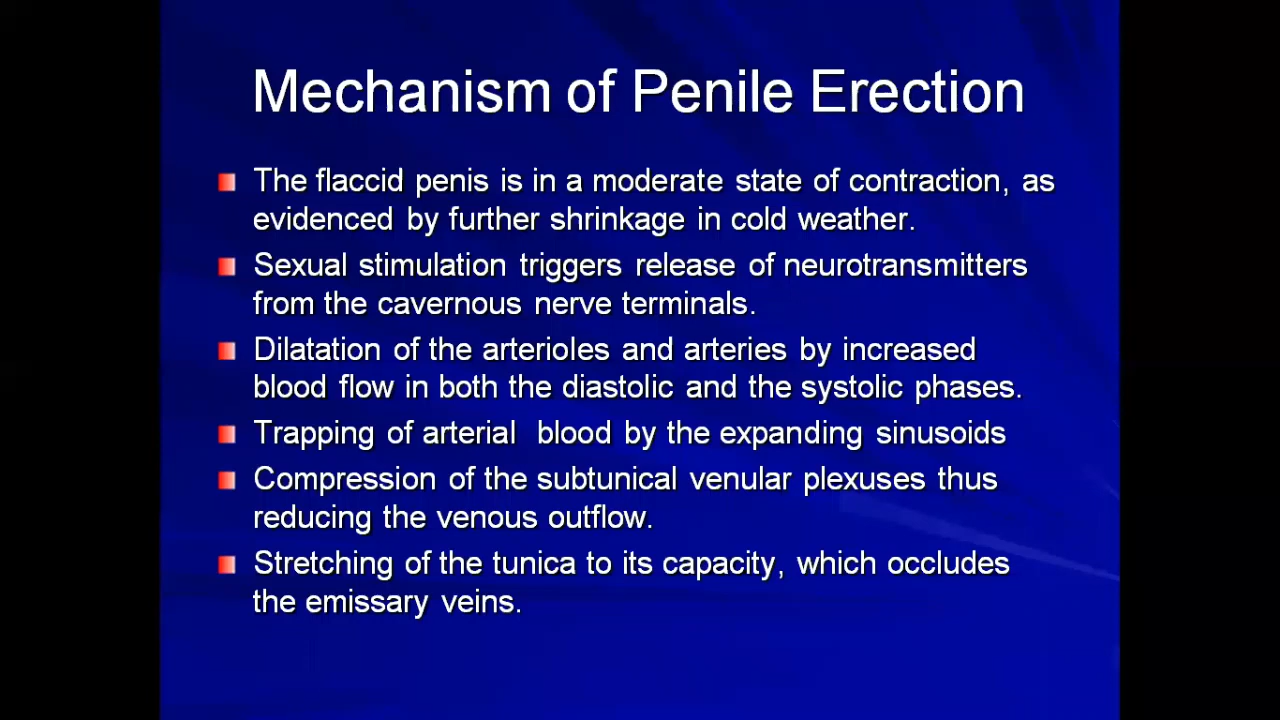 Mechanism of Penile Erection
The flaccid penis is in a moderate state of contraction, as
evidenced by further shrinkage in cold weather.
Sexual stimulation triggers release of neurotransmitters
from the cavernous nerve terminals.
Dilatation of the arterioles and arteries by increased
blood flow in both the diastolic and the systolic phases.
Trapping of arterial  blood by the expanding sinusoids
Compression of the subtunical venular plexuses thus
reducing the venous outflow.
Stretching of the tunica to its capacity, which occludes
the emissary veins.